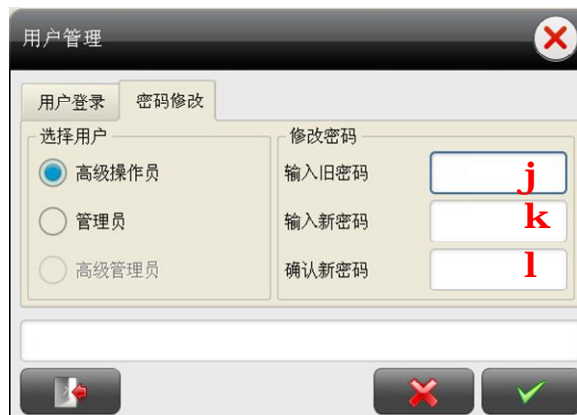 用户管理
用户登录 密码修改
选择用户
高级操作员
管理员
高级管理员
修改密码
输入旧密码 j
输入新密码 k
确认新密码 l